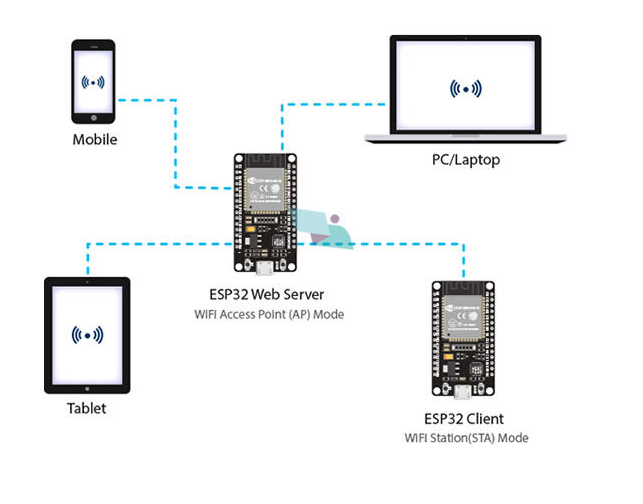 Mobile
PC/Laptop
ESP32 Web Server
WIFI Access Point (AP) Mode
Tablet
ESP32 Client
WIFI Station(STA) Mode